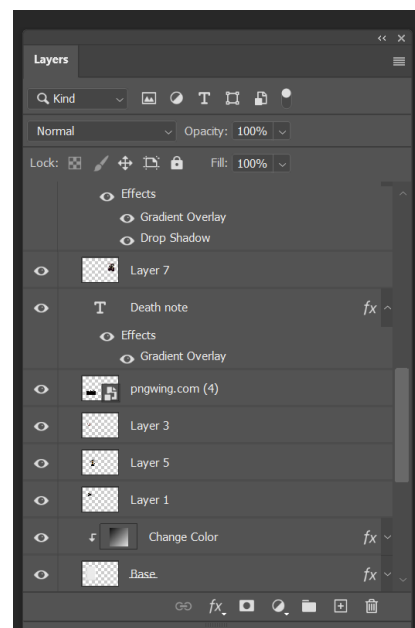 Layers
Kind
Normal Opacity: 100%
Lock: Fill: 100%
Effects
Gradient Overlay
Drop Shadow
Layer 7
T Death note fx
Effects
Gradient Overlay
pngwing.com (4)
Layer 3
Layer 5
Layer 1
Change Color fx
Base fx
fx